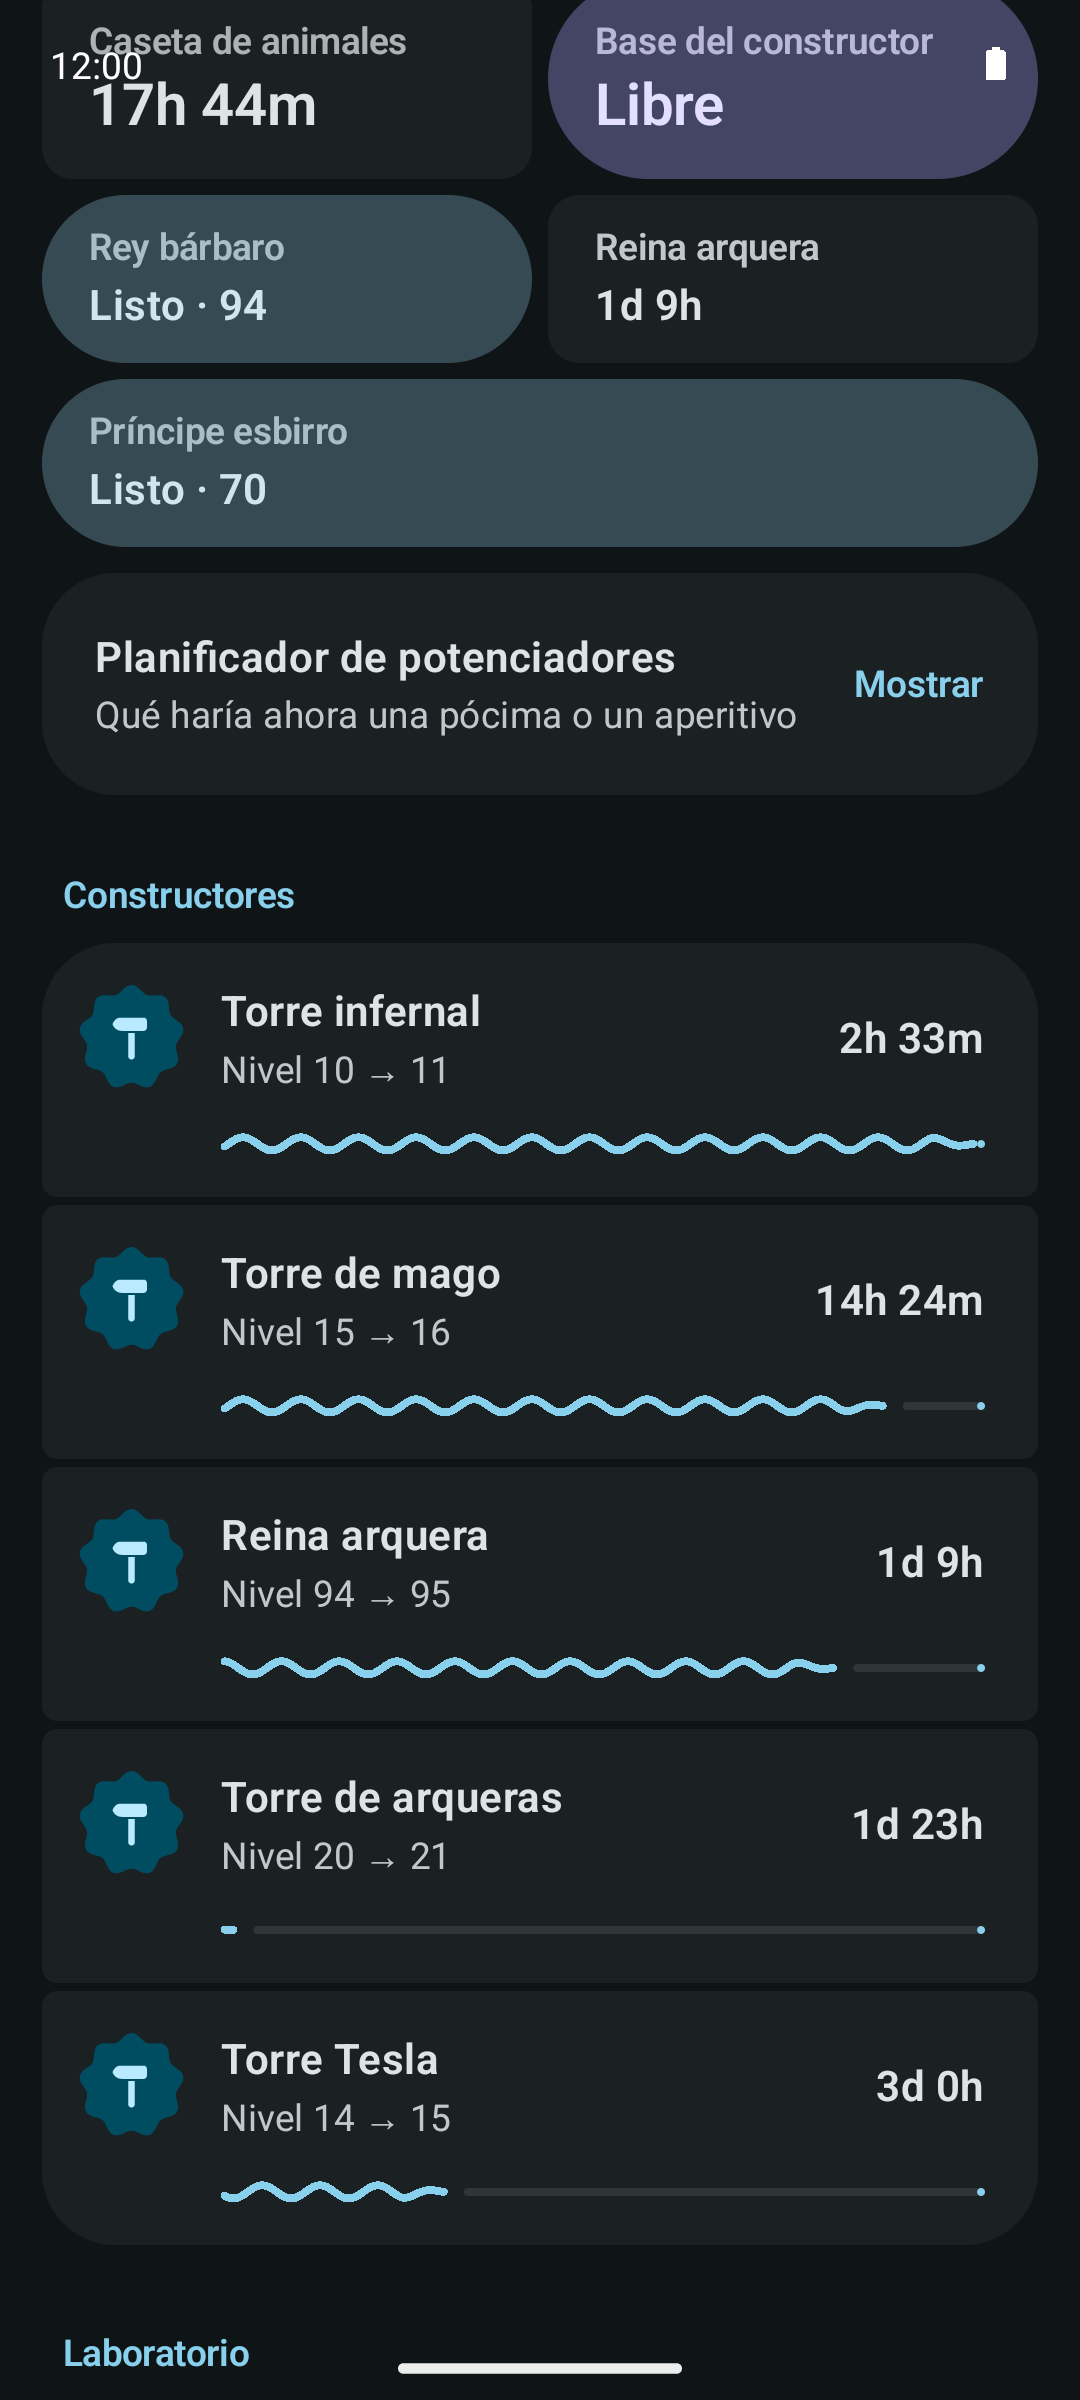 Caseta de animales
12:00
17h 44m
Base del constructor
Libre
Rey bárbaro
Listo · 94
Reina arquera
1d 9h
Príncipe esbirro
Listo · 70
Planificador de potenciadores
Qué haría ahora una pócima o un aperitivo
Mostrar
Constructores
Torre infernal
Nivel 10 → 11
2h 33m
Torre de mago
Nivel 15 → 16
14h 24m
Reina arquera
Nivel 94 → 95
1d 9h
Torre de arqueras
Nivel 20 → 21
1d 23h
Torre Tesla
Nivel 14 → 15
3d 0h
Laboratorio